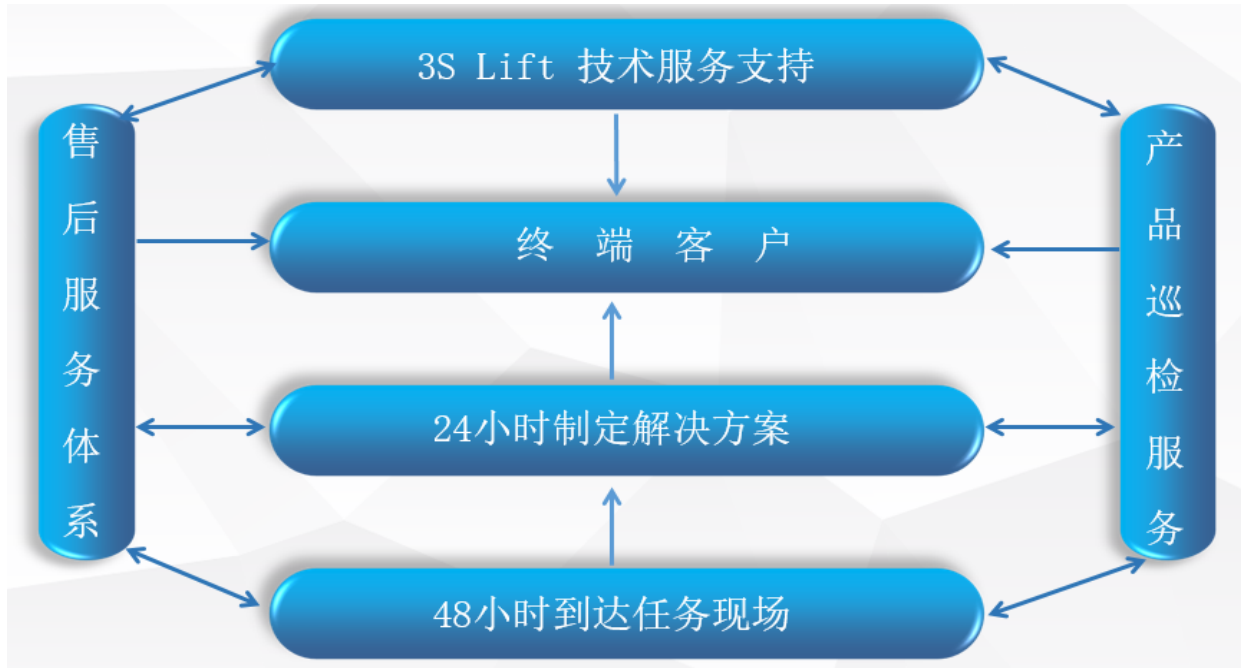 3S Lift 技术服务支持
售后服务体系
终端客户
产品巡检服务
24小时制定解决方案
48小时到达任务现场